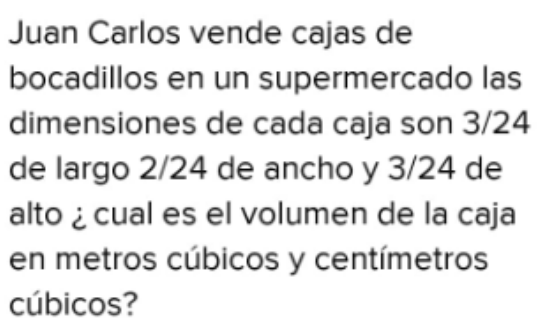 Juan Carlos vende cajas de
bocadillos en un supermercado las
dimensiones de cada caja son 3/24
de largo 2/24 de ancho y 3/24 de
alto ¿ cual es el volumen de la caja
en metros cúbicos y centímetros
cúbicos?